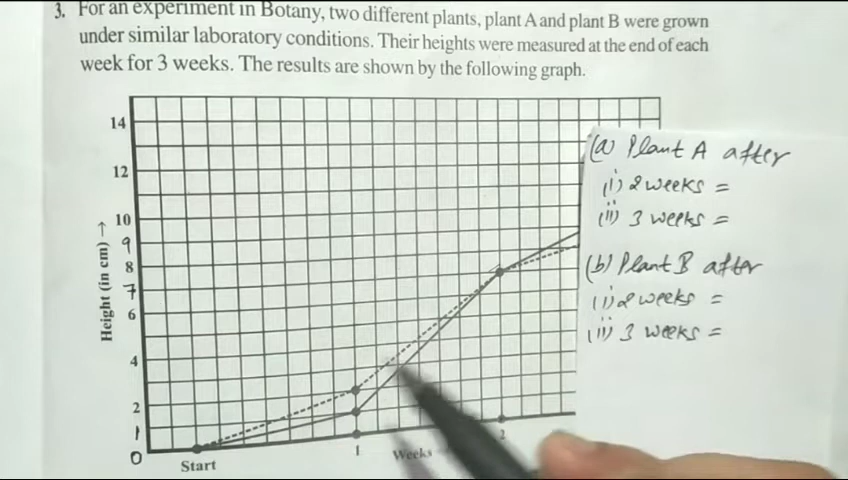 3. For an experiment in Botany, two different plants, plant A and plant B were grown
under similar laboratory conditions. Their heights were measured at the end of each
week for 3 weeks. The results are shown by the following graph.
14
12
10
9
8
7
6
4
2
1
0
Height (in cm) →
Start
1
Weeks
2
(a) Plant A after
(i) 2 weeks =
(ii) 3 weeks =
(b) Plant B after
(i) 2 weeks =
(ii) 3 weeks =